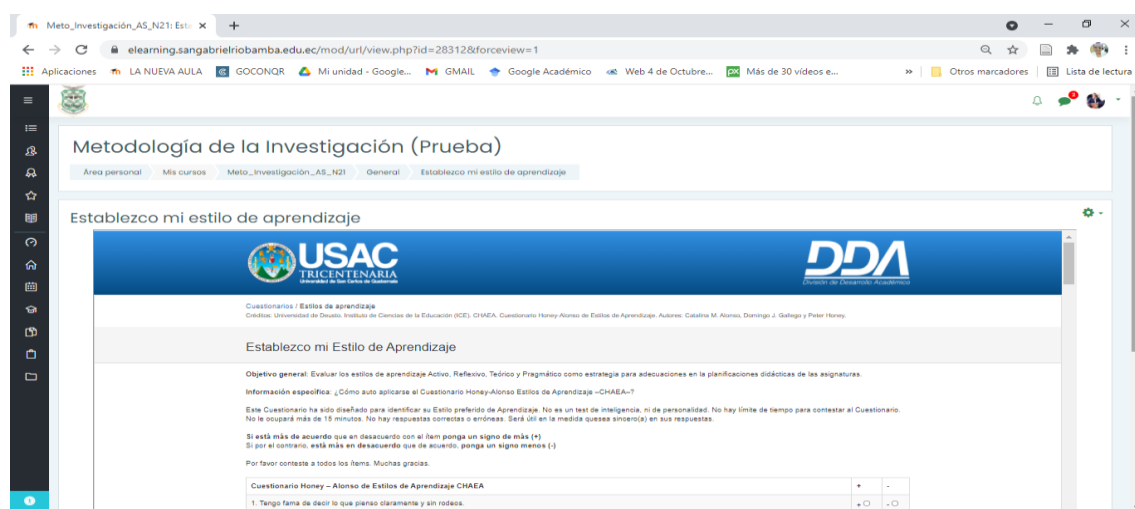 Meto_Investigación_AS_N21: Esta
elearning.sangabrielriobamba.edu.ec/mod/url/view.php?id=28312&forceview=1
Aplicaciones LA NUEVA AULA GOCONQR Mi unidad - Google... GMAIL Google Académico Web 4 de Octubre... Más de 30 vídeos e... » Otros marcadores Lista de lectura
Metodología de la Investigación (Prueba)
Área personal Mis cursos Meto_Investigación_AS_N21 General Establezco mi estilo de aprendizaje
Establezco mi estilo de aprendizaje
USAC DDA
TRICENTENARIA
Universidad de San Carlos de Guatemala División de Desarrollo Académico
Cuestionarios / Estilos de aprendizaje
Créditos: Universidad de Deusto. Instituto de Ciencias de la Educación (ICE), CHAEA. Cuestionario Honey-Alonso de Estilos de Aprendizaje. Autores: Catalina M. Alonso, Domingo J. Gallego y Peter Honey.
Establezco mi Estilo de Aprendizaje
Objetivo general: Evaluar los estilos de aprendizaje Activo, Reflexivo, Teórico y Pragmático como estrategia para adecuaciones en la planificaciones didácticas de las asignaturas.
Información específica: ¿Cómo auto aplicarse el Cuestionario Honey-Alonso Estilos de Aprendizaje –CHAEA–?
Este Cuestionario ha sido diseñado para identificar su Estilo preferido de Aprendizaje. No es un test de inteligencia, ni de personalidad. No hay límite de tiempo para contestar al Cuestionario.
No le ocupará más de 15 minutos. No hay respuestas correctas o erróneas. Será útil en la medida quesea sincero(a) en sus respuestas.
Si está más de acuerdo que en desacuerdo con el ítem ponga un signo de más (+)
Si por el contrario, está más en desacuerdo que de acuerdo, ponga un signo menos (-)
Por favor conteste a todos los ítems. Muchas gracias.
Cuestionario Honey – Alonso de Estilos de Aprendizaje CHAEA + -
1. Tengo fama de decir lo que pienso claramente y sin rodeos. + -